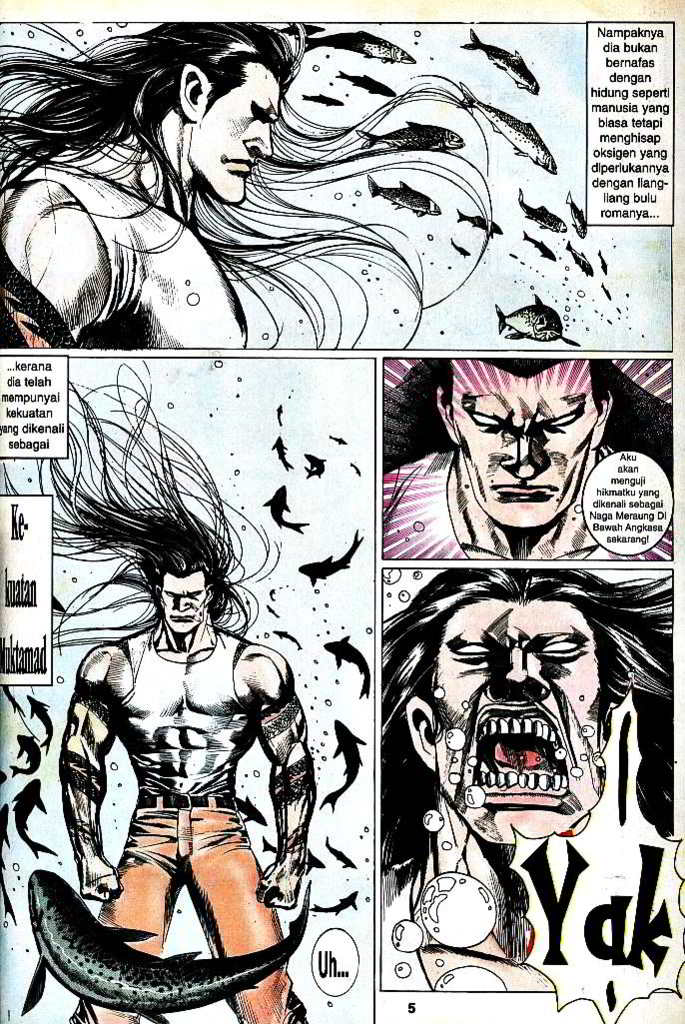 Nampaknya
dia bukan
bernafas
dengan
hidung seperti
manusia yang
biasa tetapi
menghisap
oksigen yang
diperlukannya
dengan liang-
liang bulu
romanya...
...kerana
dia telah
mempunyai
kekuatan
yang dikenali
sebagai
Ke-
kuatan
Muktamad
Uh...
Aku
akan
menguji
hikmatku yang
dikenali sebagai
Naga Meraung Di
Bawah Angkasa
sekarang!
Yak
!
5